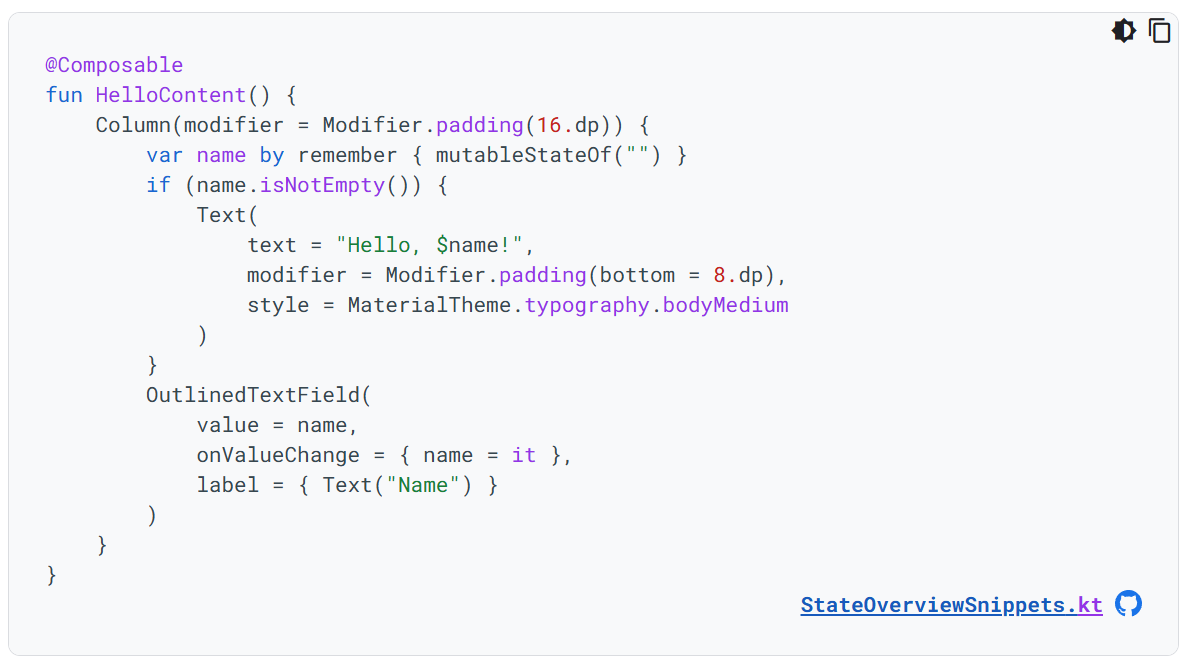 @Composable
fun HelloContent() {
    Column(modifier = Modifier.padding(16.dp)) {
        var name by remember { mutableStateOf("") }
        if (name.isNotEmpty()) {
            Text(
                text = "Hello, $name!",
                modifier = Modifier.padding(bottom = 8.dp),
                style = MaterialTheme.typography.bodyMedium
            )
        }
        OutlinedTextField(
            value = name,
            onValueChange = { name = it },
            label = { Text("Name") }
        )
    }
}
StateOverviewSnippets.kt